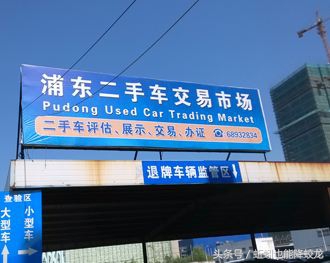 浦东二手车交易市场
Pudong Used Car Trading Market
二手车评估、展示、交易、办证 ☎ 68932834
退牌车辆监管区
查验区
大型车 小型车
头条号